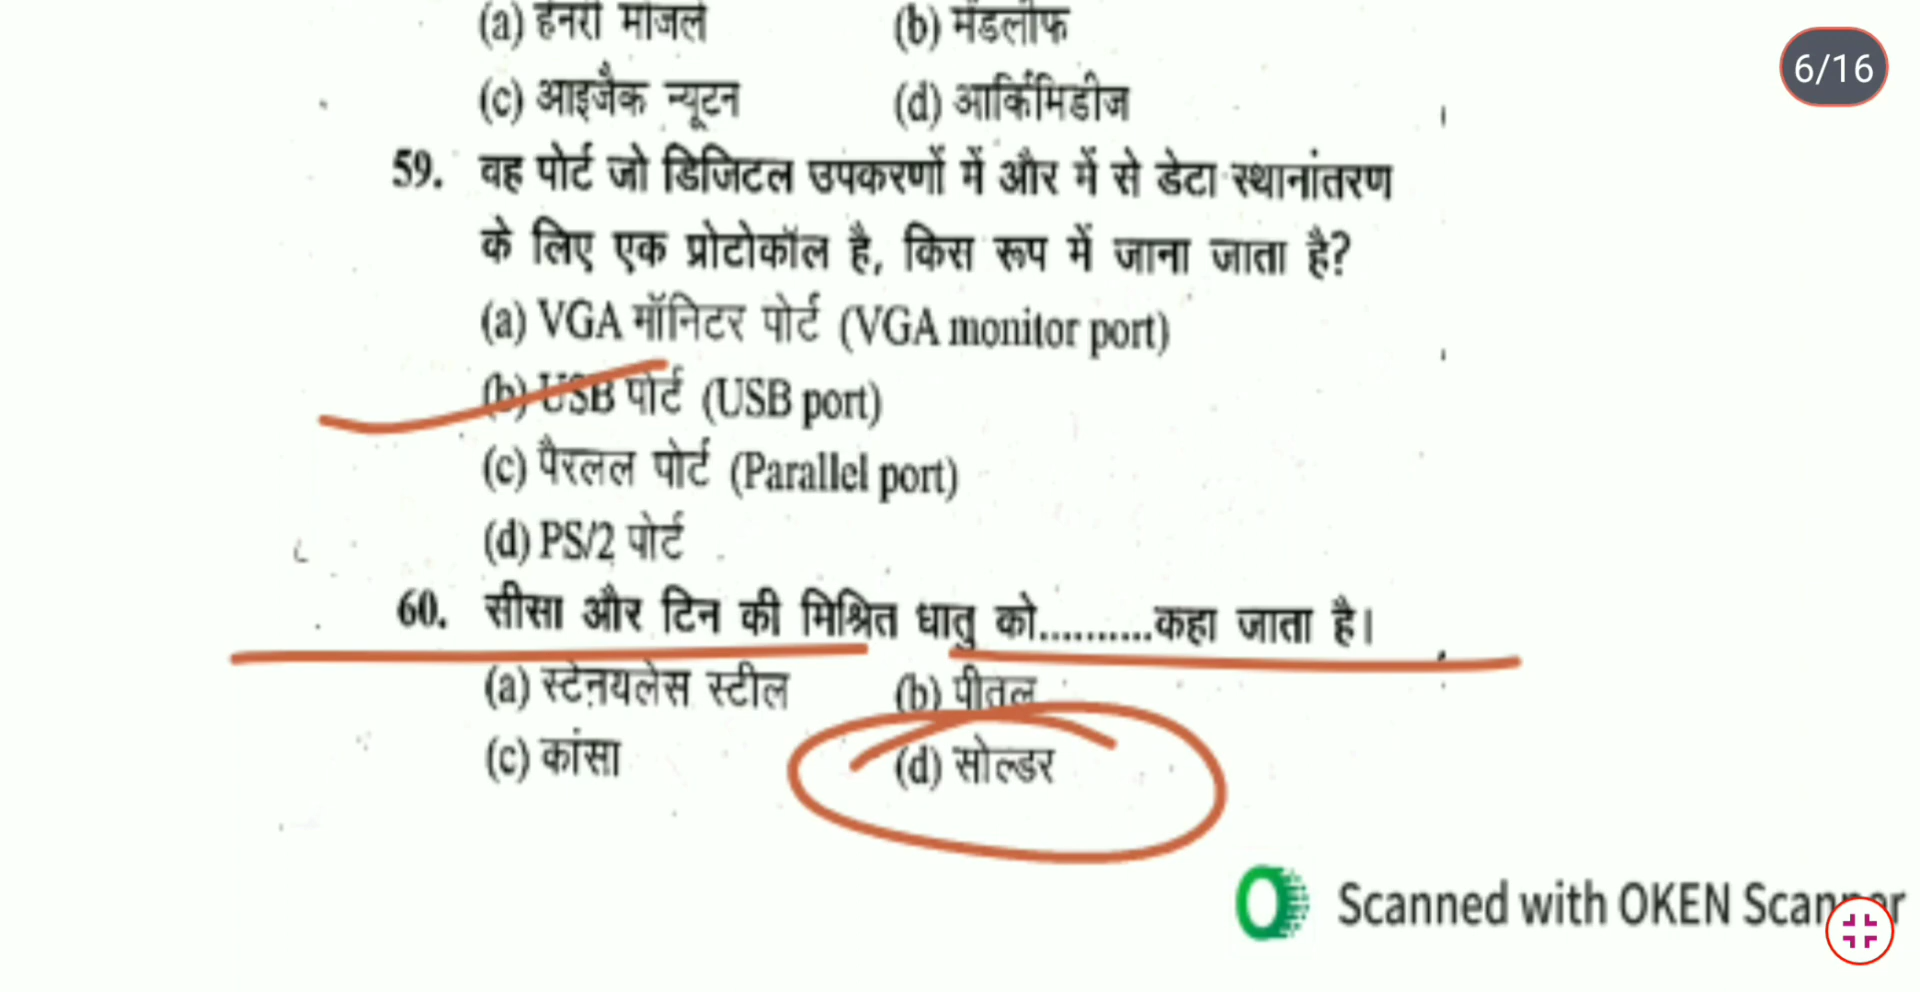 (a) हेनरी मोजले (b) मेंडलीफ
6/16
(c) आइजैक न्यूटन (d) आर्किमिडीज
59. वह पोर्ट जो डिजिटल उपकरणों में और में से डेटा स्थानांतरण
के लिए एक प्रोटोकॉल है, किस रूप में जाना जाता है?
(a) VGA मॉनिटर पोर्ट (VGA monitor port)
(b) USB पोर्ट (USB port)
(c) पैरलल पोर्ट (Parallel port)
(d) PS/2 पोर्ट
60. सीसा और टिन की मिश्रित धातु को..........कहा जाता है।
(a) स्टेनयलेस स्टील (b) पीतल
(c) कांसा (d) सोल्डर
Scanned with OKEN Scanner